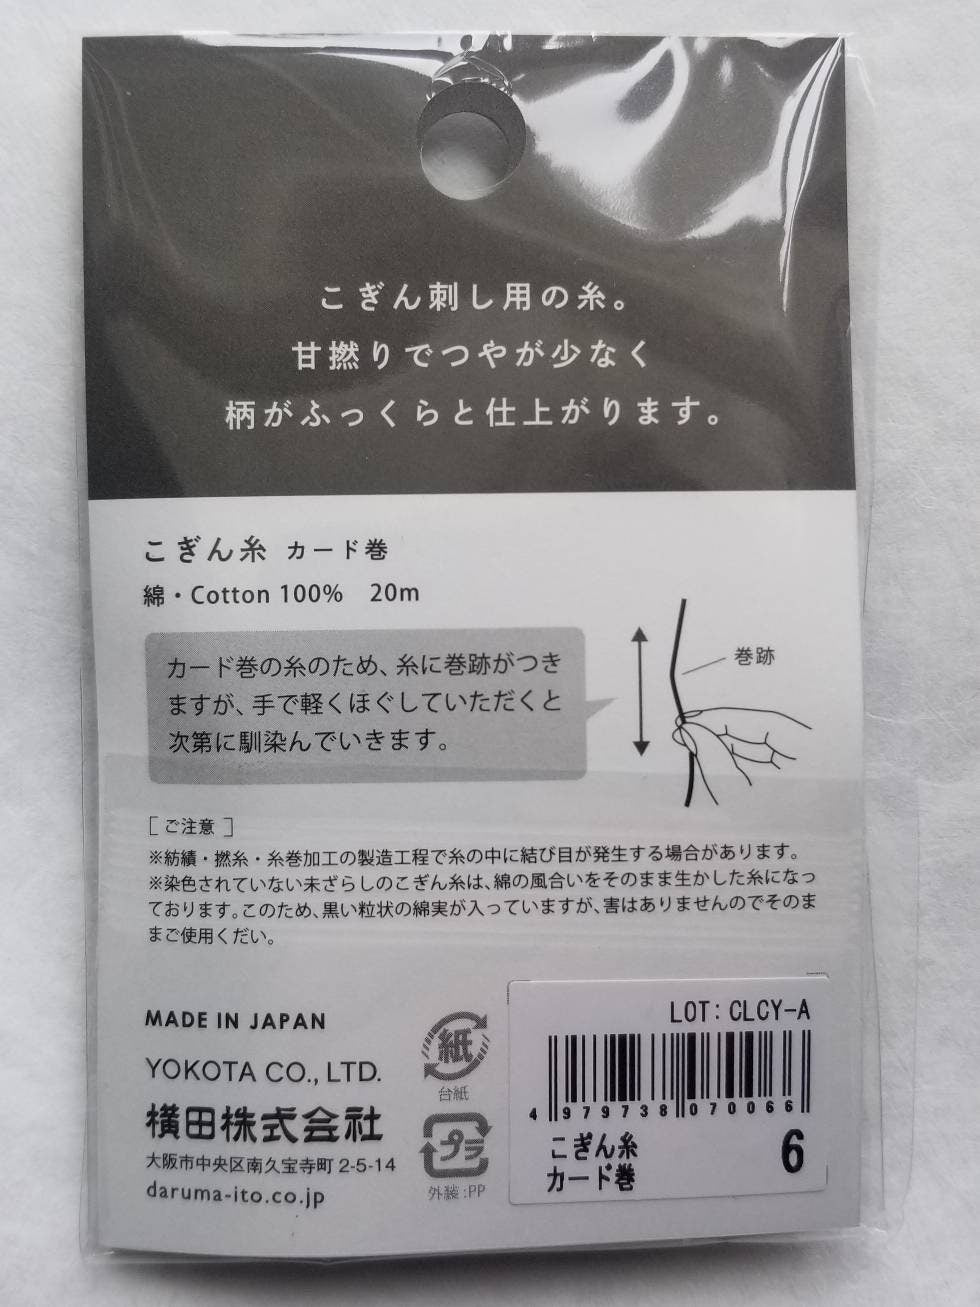 こぎん刺し用の糸。
甘撚りでつやが少なく
柄がふっくらと仕上がります。
こぎん糸 カード巻
綿・Cotton 100% 20m
カード巻の糸のため、糸に巻跡がつき
ますが、手で軽くほぐしていただくと
次第に馴染んでいきます。
巻跡
［ご注意］
※紡績・撚糸・糸巻加工の製造工程で糸の中に結び目が発生する場合があります。
※染色されていない未ざらしのこぎん糸は、綿の風合いをそのまま生かした糸になっ
ております。このため、黒い粒状の綿実が入っていますが、害はありませんのでそのま
まご使用くだい。
MADE IN JAPAN
YOKOTA CO., LTD.
横田株式会社
大阪市中央区南久宝寺町 2-5-14
daruma-ito.co.jp
紙
台紙
プラ
外装:PP
LOT: CLCY-A
4 979738 070066
こぎん糸
カード巻
6